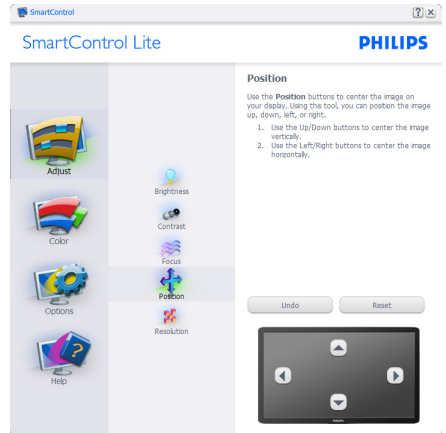 SmartControl
SmartControl Lite
PHILIPS
Adjust
Color
Options
Help
Brightness
Contrast
Focus
Position
Resolution
Position
Use the Position buttons to center the image on
your display. Using this tool, you can position the image
up, down, left, or right.
1. Use the Up/Down buttons to center the image
vertically.
2. Use the Left/Right buttons to center the image
horizontally.
Undo
Reset
PHILIPS